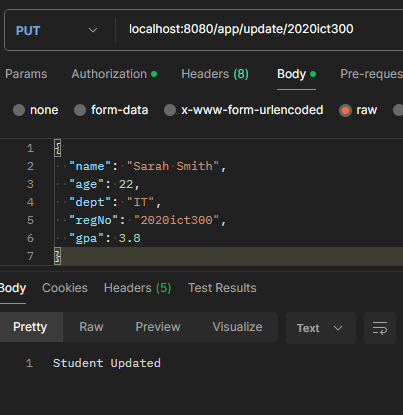 PUT localhost:8080/app/update/2020ict300
Params Authorization Headers (8) Body Pre-reques
none form-data x-www-form-urlencoded raw
1 {
2 "name": "Sarah Smith",
3 "age": 22,
4 "dept": "IT",
5 "regNo": "2020ict300",
6 "gpa": 3.8
7 }
Body Cookies Headers (5) Test Results
Pretty Raw Preview Visualize Text
1 Student Updated